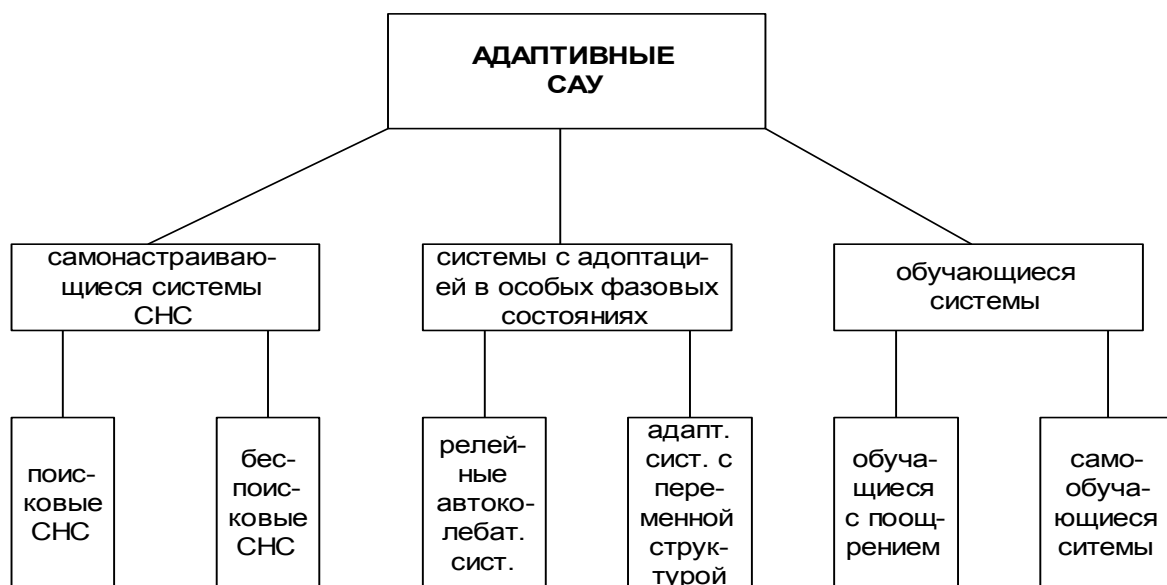 АДАПТИВНЫЕ
САУ
самонастраиваю-
щиеся системы
СНС
системы с адоптаци-
ей в особых фазовых
состояниях
обучающиеся
системы
поис-
ковые
СНС
бес-
поис-
ковые
СНС
релей-
ные
автоко-
лебат.
сист.
адапт.
сист. с
пере-
менной
струк-
турой
обуча-
щиеся
с поощ-
рением
само-
обуча-
ющиеся
ситемы